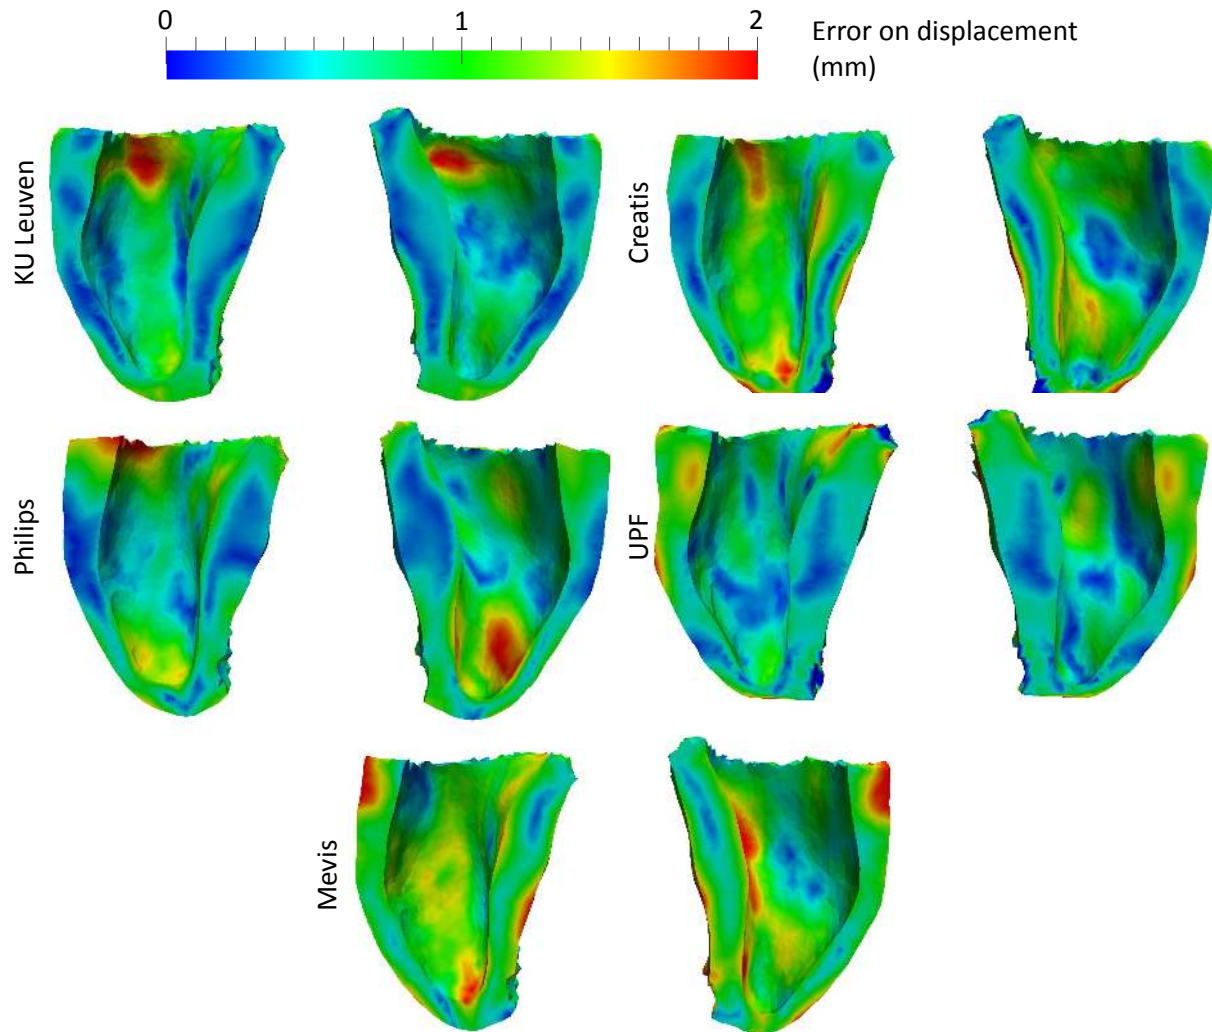 0
1
2
Error on displacement
(mm)
KU Leuven
Creatis
Philips
UPF
Mevis